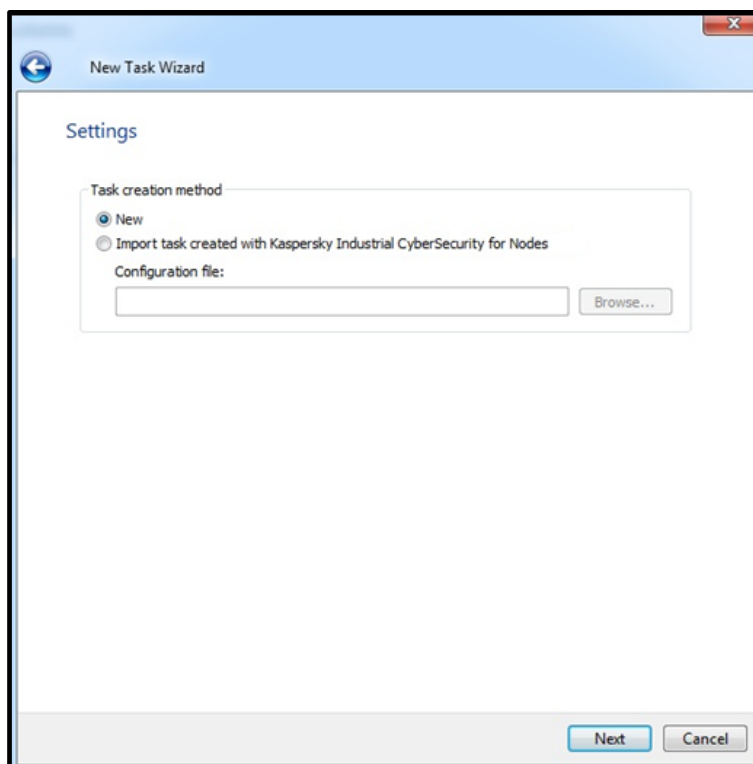 New Task Wizard
Settings
Task creation method
New
Import task created with Kaspersky Industrial CyberSecurity for Nodes
Configuration file:
Browse...
Next
Cancel